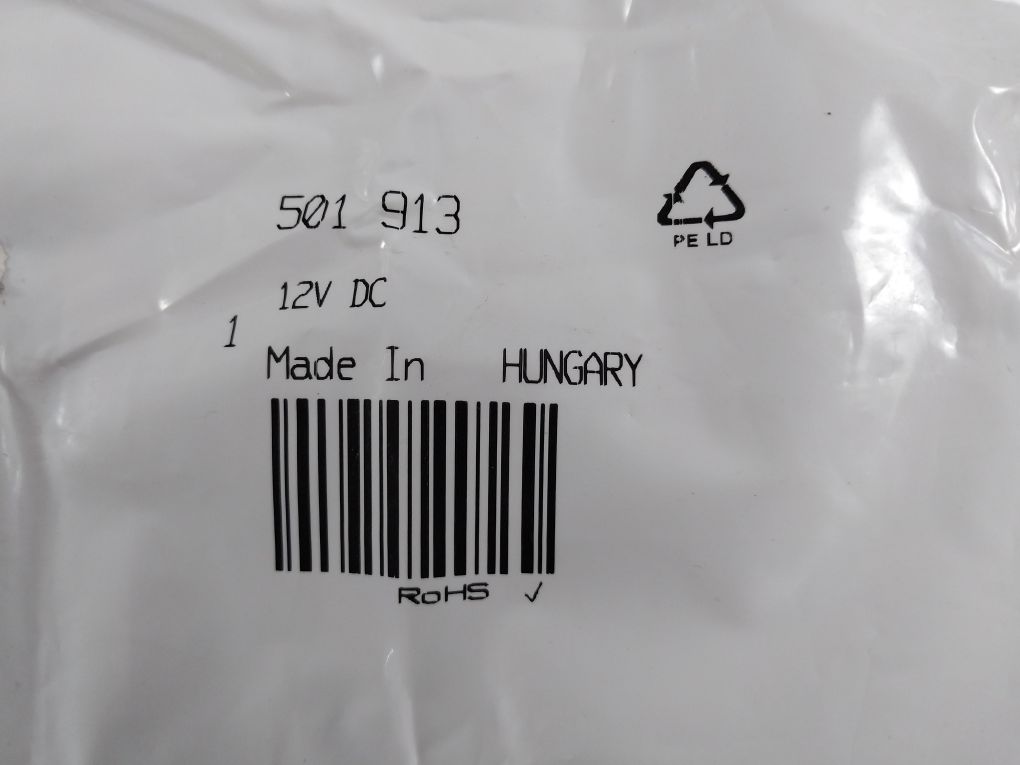 501 913
PE LD
12V DC
1
Made In HUNGARY
RoHS ✓